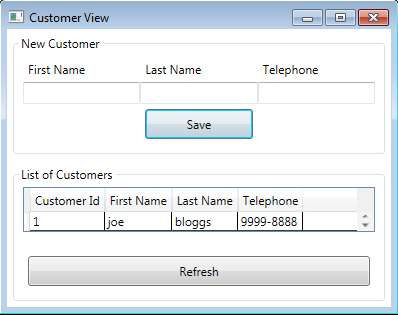 Customer View
New Customer
First Name Last Name Telephone
Save
List of Customers
Customer Id First Name Last Name Telephone
1 joe bloggs 9999-8888
Refresh